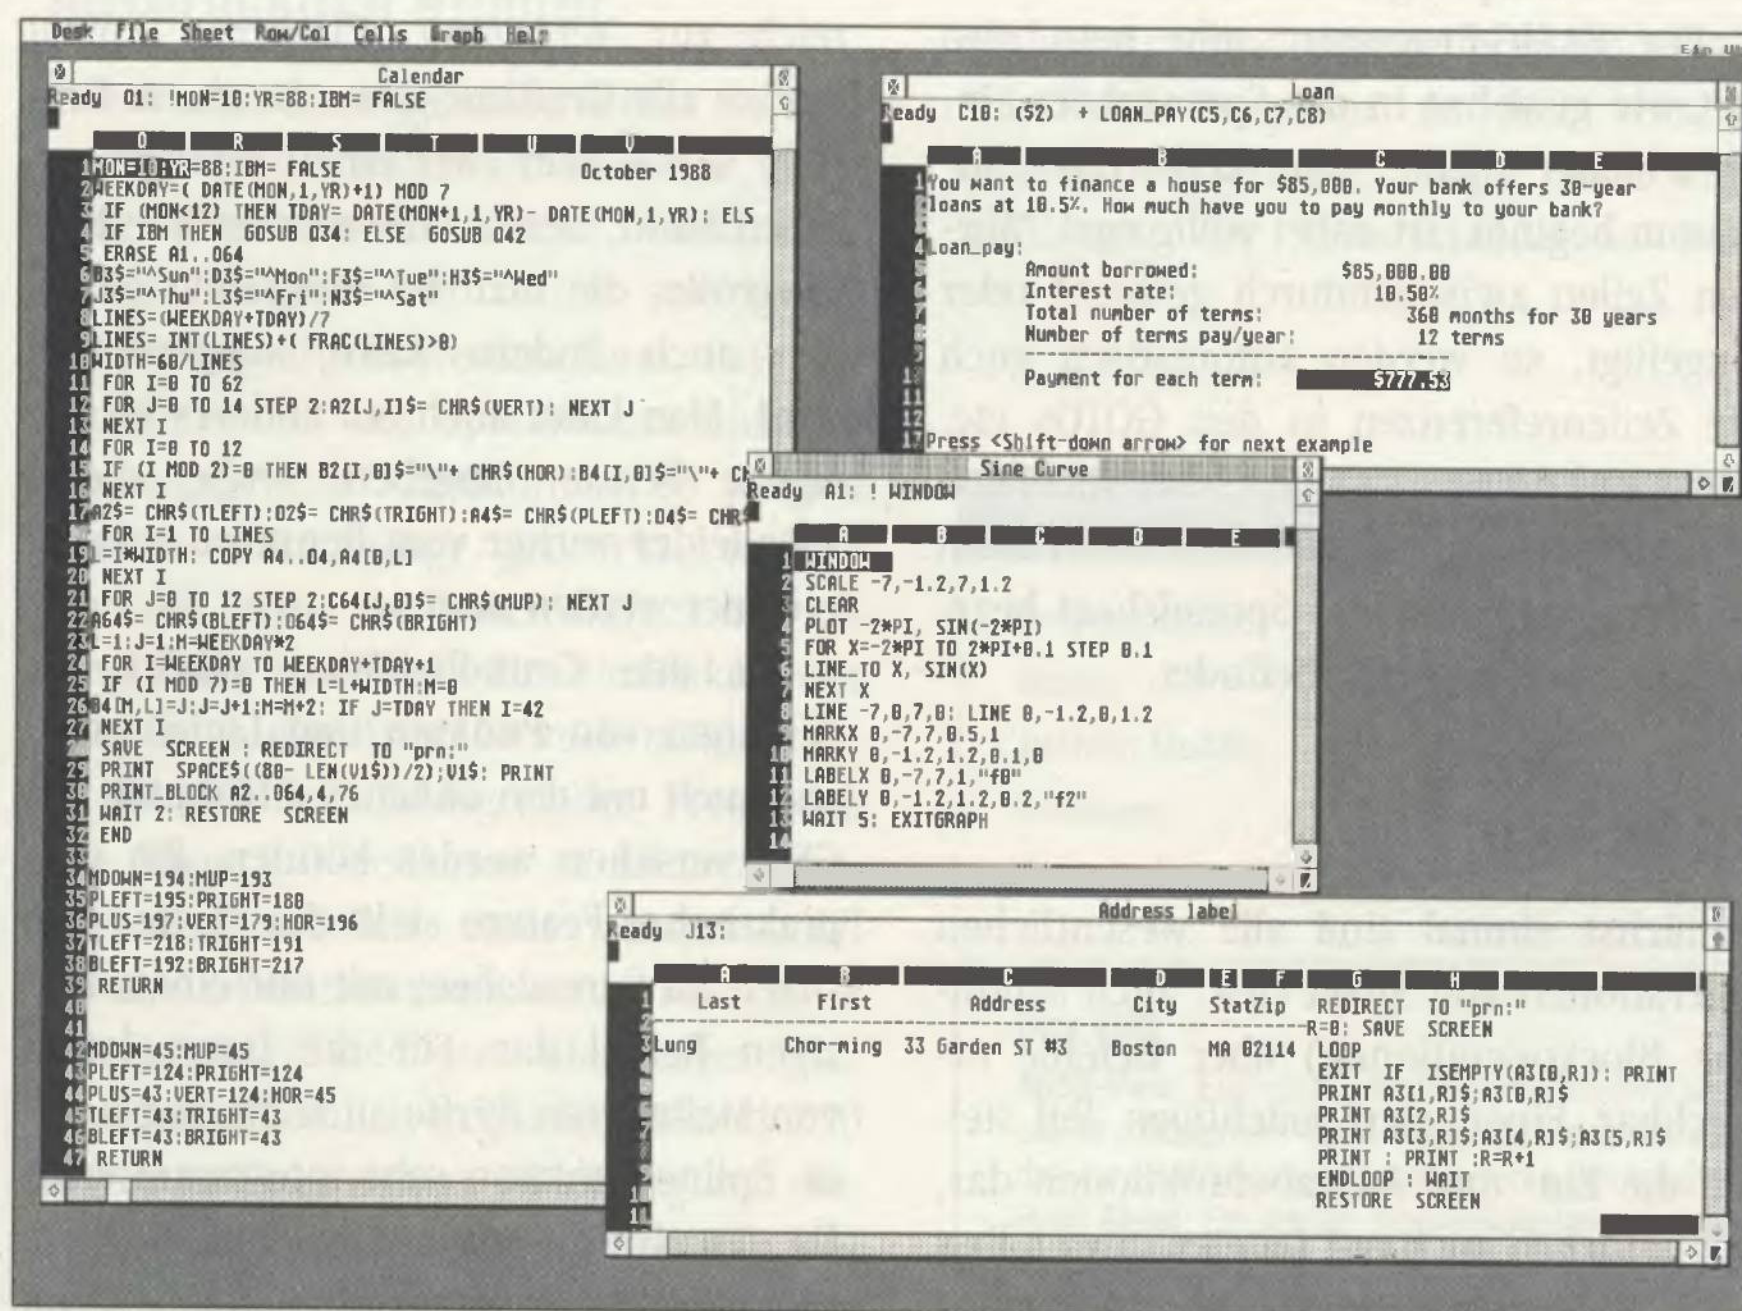 Desk File Sheet Row/Col Cells Graph Help
Calendar
Ready O1: !MON=10:YR=88:IBM= FALSE
Q R S T U V
1 MON=10:YR=88:IBM= FALSE October 1988
2 WEEKDAY=( DATE(MON,1,YR)+1) MOD 7
3 IF (MON<12) THEN TDAY= DATE(MON+1,1,YR)- DATE(MON,1,YR): ELS
4 IF IBM THEN GOSUB Q34: ELSE GOSUB Q42
5 ERASE A1..O64
6 B3$="^Sun":D3$="^Mon":F3$="^Tue":H3$="^Wed"
7 J3$="^Thu":L3$="^Fri":N3$="^Sat"
8 LINES=(WEEKDAY+TDAY)/7
9 LINES= INT(LINES)+( FRAC(LINES)>0)
10 WIDTH=60/LINES
11 FOR I=0 TO 62
12 FOR J=0 TO 14 STEP 2:A2[J,I]$= CHR$(VERT): NEXT J
13 NEXT I
14 FOR I=0 TO 12
15 IF (I MOD 2)=0 THEN B2[I,0]$="\"+ CHR$(HOR):B4[I,0]$="\"+ CH
16 NEXT I
17 A2$= CHR$(TLEFT):O2$= CHR$(TRIGHT):A4$= CHR$(PLEFT):O4$= CHR$
18 FOR I=1 TO LINES
19 L=I*WIDTH: COPY A4..O4,A4[0,L]
20 NEXT I
21 FOR J=0 TO 12 STEP 2:C64[J,0]$= CHR$(MUP): NEXT J
22 A64$= CHR$(BLEFT):O64$= CHR$(BRIGHT)
23 L=1:J=1:M=WEEKDAY*2
24 FOR I=WEEKDAY TO WEEKDAY+TDAY+1
25 IF (I MOD 7)=0 THEN L=L+WIDTH:M=0
26 B4[M,L]=J:J=J+1:M=M+2: IF J=TDAY THEN I=42
27 NEXT I
28 SAVE SCREEN : REDIRECT TO "prn:"
29 PRINT SPACE$((80- LEN(V1$))/2);V1$: PRINT
30 PRINT_BLOCK A2..O64,4,76
31 WAIT 2: RESTORE SCREEN
32 END
33
34 MDOWN=194:MUP=193
35 PLEFT=195:PRIGHT=180
36 PLUS=197:VERT=179:HOR=196
37 TLEFT=218:TRIGHT=191
38 BLEFT=192:BRIGHT=217
39 RETURN
40
41
42 MDOWN=45:MUP=45
43 PLEFT=124:PRIGHT=124
44 PLUS=43:VERT=124:HOR=45
45 TLEFT=43:TRIGHT=43
46 BLEFT=43:BRIGHT=43
47 RETURN
Loan
Ready C10: ($2) + LOAN_PAY(C5,C6,C7,C8)
A B C D E
1 You want to finance a house for $85,000. Your bank offers 30-year
loans at 10.5%. How much have you to pay monthly to your bank?
4 Loan_pay:
Amount borrowed: $85,000.00
Interest rate: 10.50%
Total number of terms: 360 months for 30 years
Number of terms pay/year: 12 terms
Payment for each term: $777.53
11
12
Press <Shift-down arrow> for next example
Sine Curve
Ready A1: ! WINDOW
A B C D E
1 WINDOW
2 SCALE -7,-1.2,7,1.2
3 CLEAR
4 PLOT -2*PI, SIN(-2*PI)
5 FOR X=-2*PI TO 2*PI+0.1 STEP 0.1
6 LINE_TO X, SIN(X)
7 NEXT X
8 LINE -7,0,7,0: LINE 0,-1.2,0,1.2
9 MARKX 0,-7,7,0.5,1
10 MARKY 0,-1.2,1.2,0.1,0
11 LABELX 0,-7,7,1,"f0"
12 LABELY 0,-1.2,1.2,0.2,"f2"
13 WAIT 5: EXITGRAPH
14
Address label
Ready J13:
A B C D E F G H
1 Last First Address City StatZip REDIRECT TO "prn:"
R=0: SAVE SCREEN
3 Lung Chor-ming 33 Garden ST #3 Boston MA 02114 LOOP
EXIT IF ISEMPTY(A3[0,R]): PRINT
PRINT A3[1,R]$;A3[0,R]$
PRINT A3[2,R]$
PRINT A3[3,R]$;A3[4,R]$;A3[5,R]$
PRINT : PRINT :R=R+1
ENDLOOP : WAIT
10 RESTORE SCREEN
11